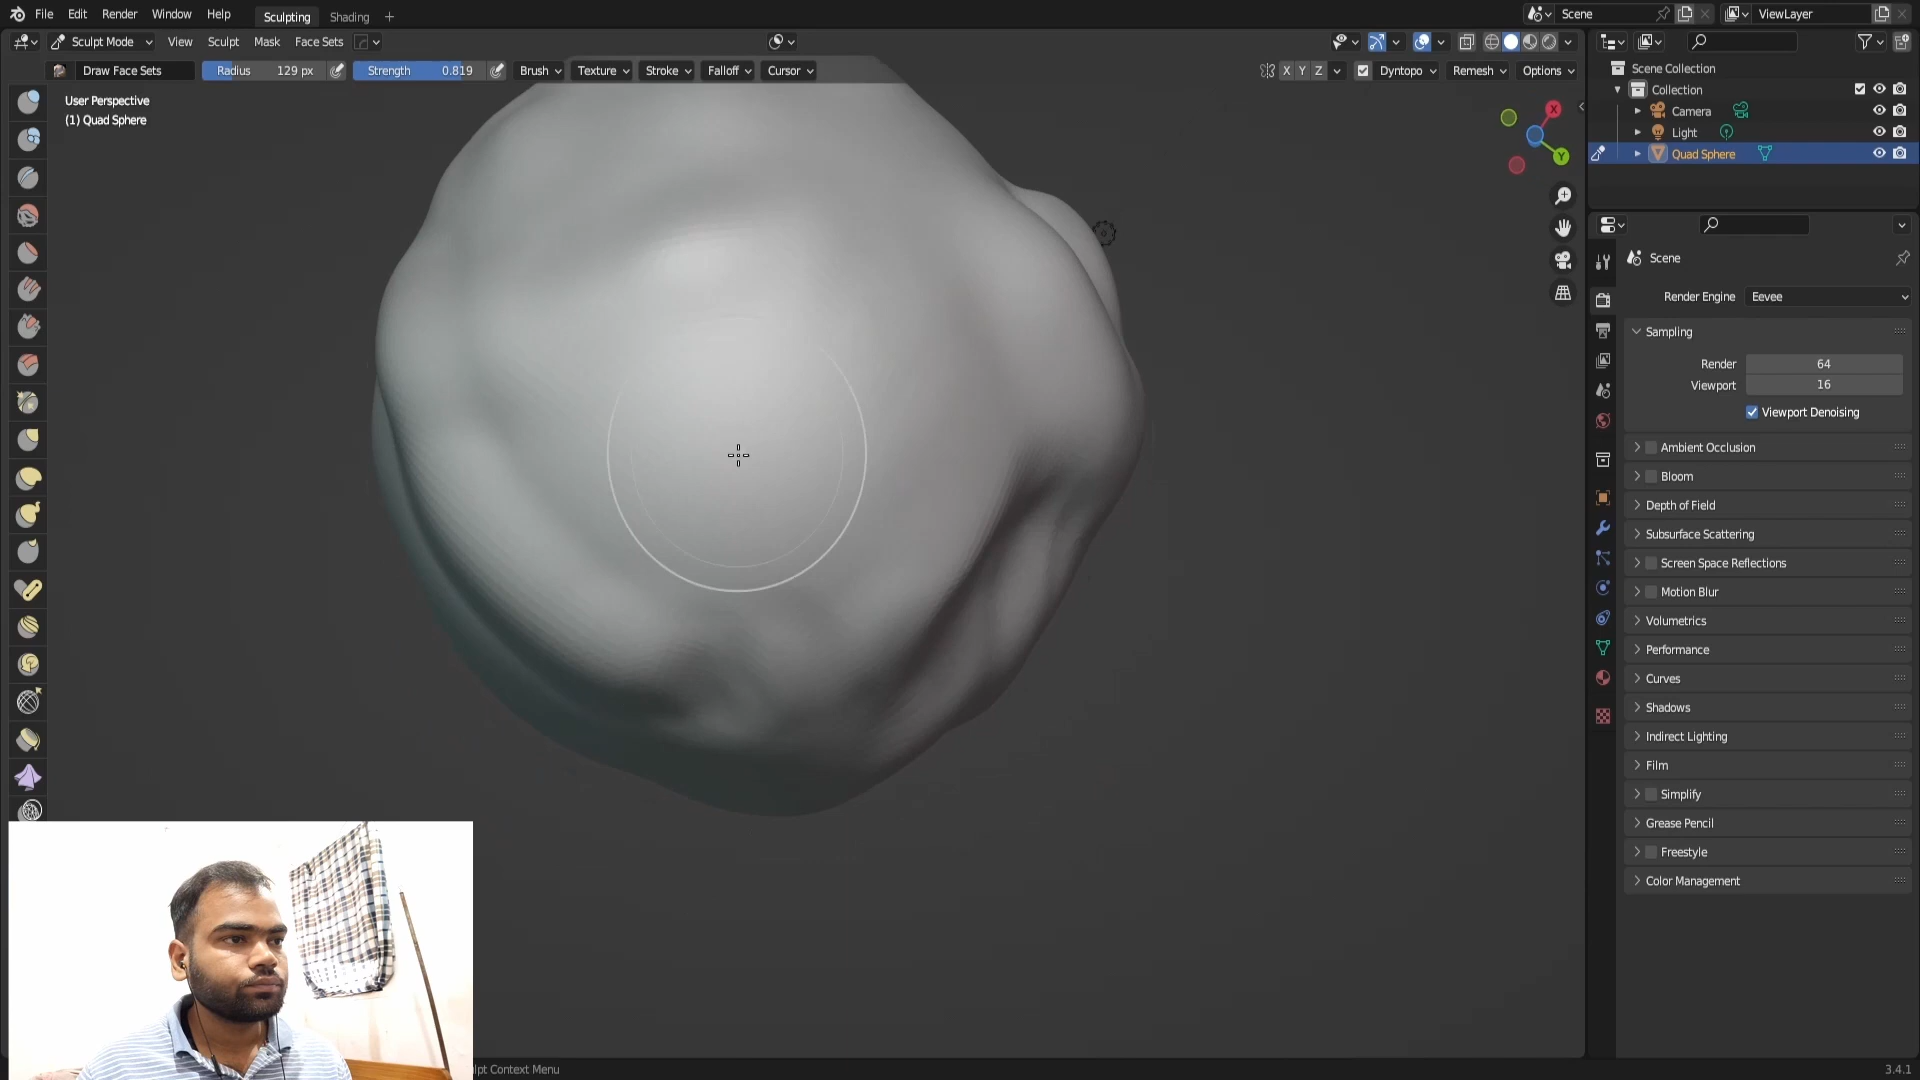 File Edit Render Window Help Sculpting Shading + Scene ViewLayer
Sculpt Mode View Sculpt Mask Face Sets
Draw Face Sets Radius 129 px Strength 0.819 Brush Texture Stroke Falloff Cursor X Y Z Dyntopo Remesh Options
User Perspective
(1) Quad Sphere
X
Y
Scene Collection
Collection
Camera
Light
Quad Sphere
Scene
Render Engine Eevee
Sampling
Render 64
Viewport 16
Viewport Denoising
Ambient Occlusion
Bloom
Depth of Field
Subsurface Scattering
Screen Space Reflections
Motion Blur
Volumetrics
Performance
Curves
Shadows
Indirect Lighting
Film
Simplify
Grease Pencil
Freestyle
Color Management
lpt Context Menu
3.4.1